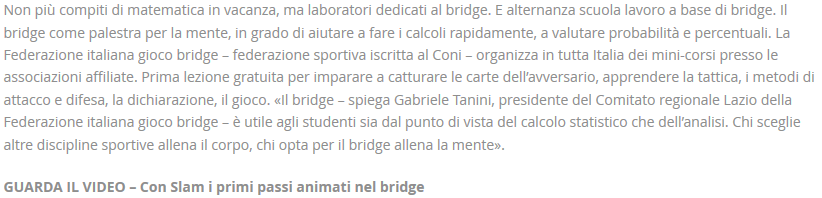 Non più compiti di matematica in vacanza, ma laboratori dedicati al bridge. E alternanza scuola lavoro a base di bridge. Il
bridge come palestra per la mente, in grado di aiutare a fare i calcoli rapidamente, a valutare probabilità e percentuali. La
Federazione italiana gioco bridge – federazione sportiva iscritta al Coni – organizza in tutta Italia dei mini-corsi presso le
associazioni affiliate. Prima lezione gratuita per imparare a catturare le carte dell’avversario, apprendere la tattica, i metodi di
attacco e difesa, la dichiarazione, il gioco. «Il bridge – spiega Gabriele Tanini, presidente del Comitato regionale Lazio della
Federazione italiana gioco bridge – è utile agli studenti sia dal punto di vista del calcolo statistico che dell’analisi. Chi sceglie
altre discipline sportive allena il corpo, chi opta per il bridge allena la mente».
GUARDA IL VIDEO – Con Slam i primi passi animati nel bridge